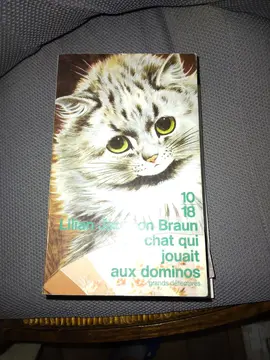 10
18
Lilian Braun
chat qui
jouait
aux dominos
grands détectives